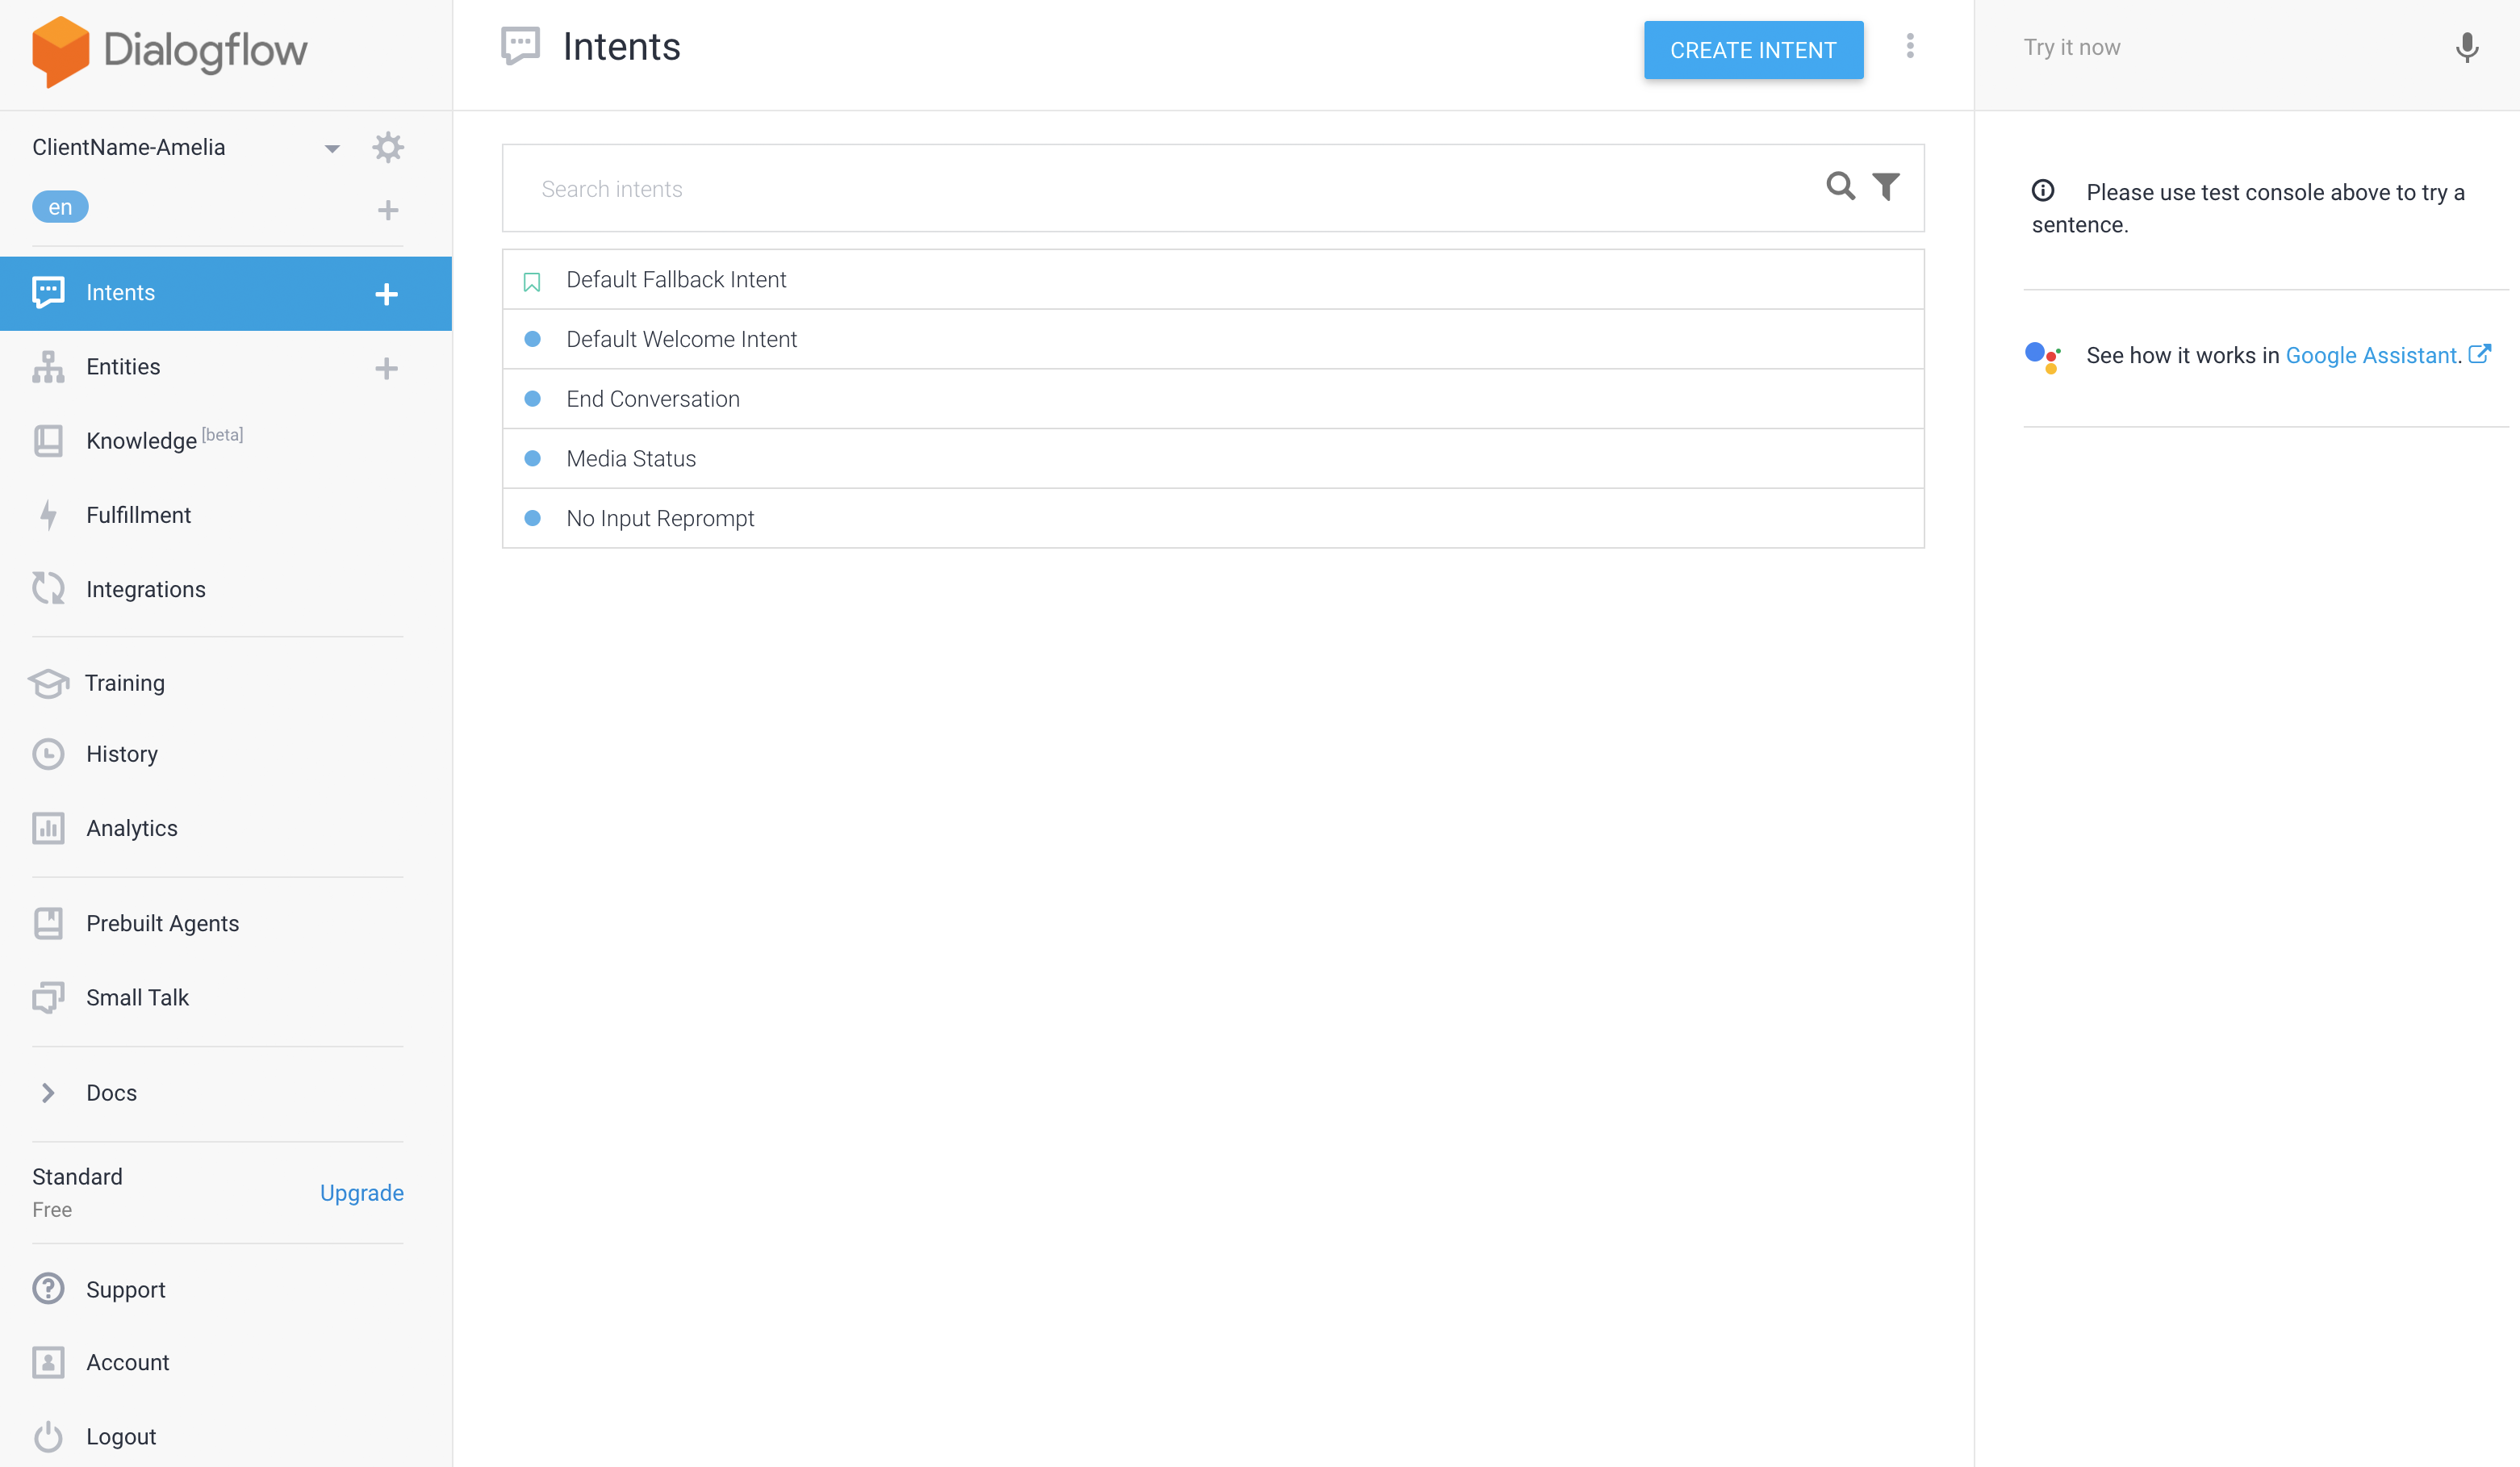 Dialogflow
ClientName-Amelia
en
Intents
Entities
Knowledge [beta]
Fulfillment
Integrations
Training
History
Analytics
Prebuilt Agents
Small Talk
Docs
Standard
Free
Upgrade
Support
Account
Logout
Intents
CREATE INTENT
Search intents
Default Fallback Intent
Default Welcome Intent
End Conversation
Media Status
No Input Reprompt
Try it now
Please use test console above to try a
sentence.
See how it works in Google Assistant.